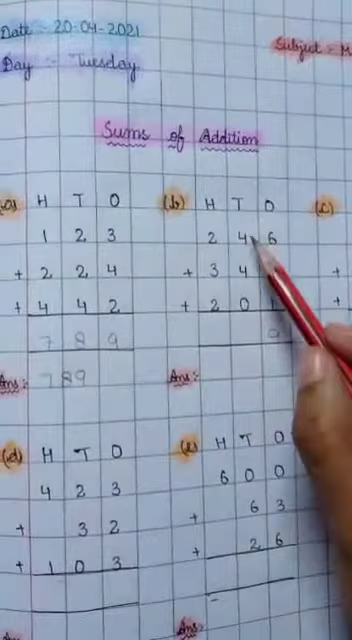 Date :- 20-04-2021
Subject :- M
Day :- Tuesday
Sums of Addition
(a) H T O (b) H T O (c)
1 2 3 2 4 6
+ 2 2 4 + 3 4 +
+ 4 4 2 + 2 0 1 +
7 8 9
Ans:- 789 Ans:-
(d) H T O (e) H T O
4 2 3 6 0 0
+ 3 2 + 6 3
+ 1 0 3 + 2 6
Ans: